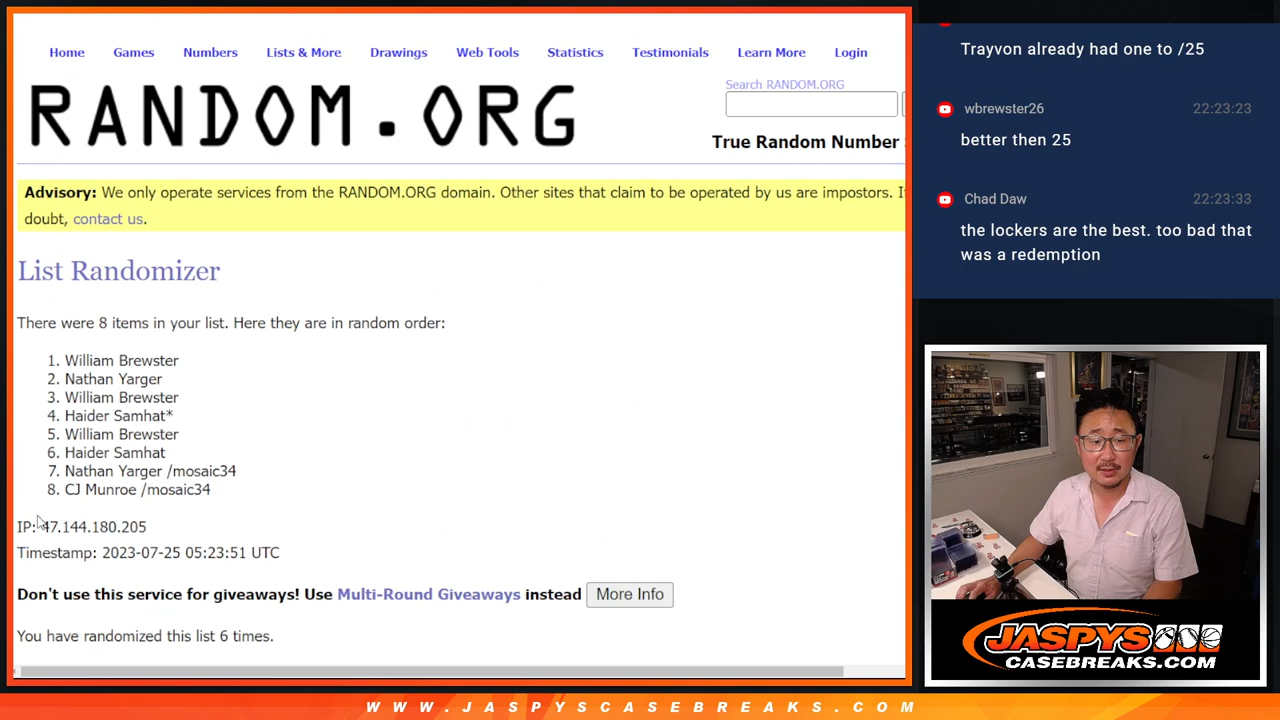 Home Games Numbers Lists & More Drawings Web Tools Statistics Testimonials Learn More Login
RANDOM.ORG
Search RANDOM.ORG
True Random Number
Advisory: We only operate services from the RANDOM.ORG domain. Other sites that claim to be operated by us are impostors.
doubt, contact us.
List Randomizer
There were 8 items in your list. Here they are in random order:
1. William Brewster
2. Nathan Yarger
3. William Brewster
4. Haider Samhat*
5. William Brewster
6. Haider Samhat
7. Nathan Yarger /mosaic34
8. CJ Munroe /mosaic34
IP: 47.144.180.205
Timestamp: 2023-07-25 05:23:51 UTC
Don't use this service for giveaways! Use Multi-Round Giveaways instead More Info
You have randomized this list 6 times.
Trayvon already had one to /25
wbrewster26 22:23:23
better then 25
Chad Daw 22:23:33
the lockers are the best. too bad that
was a redemption
JASPYS
CASEBREAKS.COM
WWW.JASPYSCASEBREAKS.COM